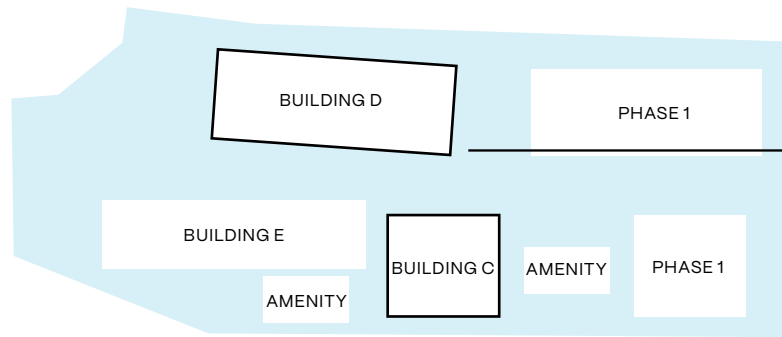 BUILDING D
PHASE 1
BUILDING E
BUILDING C
AMENITY
PHASE 1
AMENITY